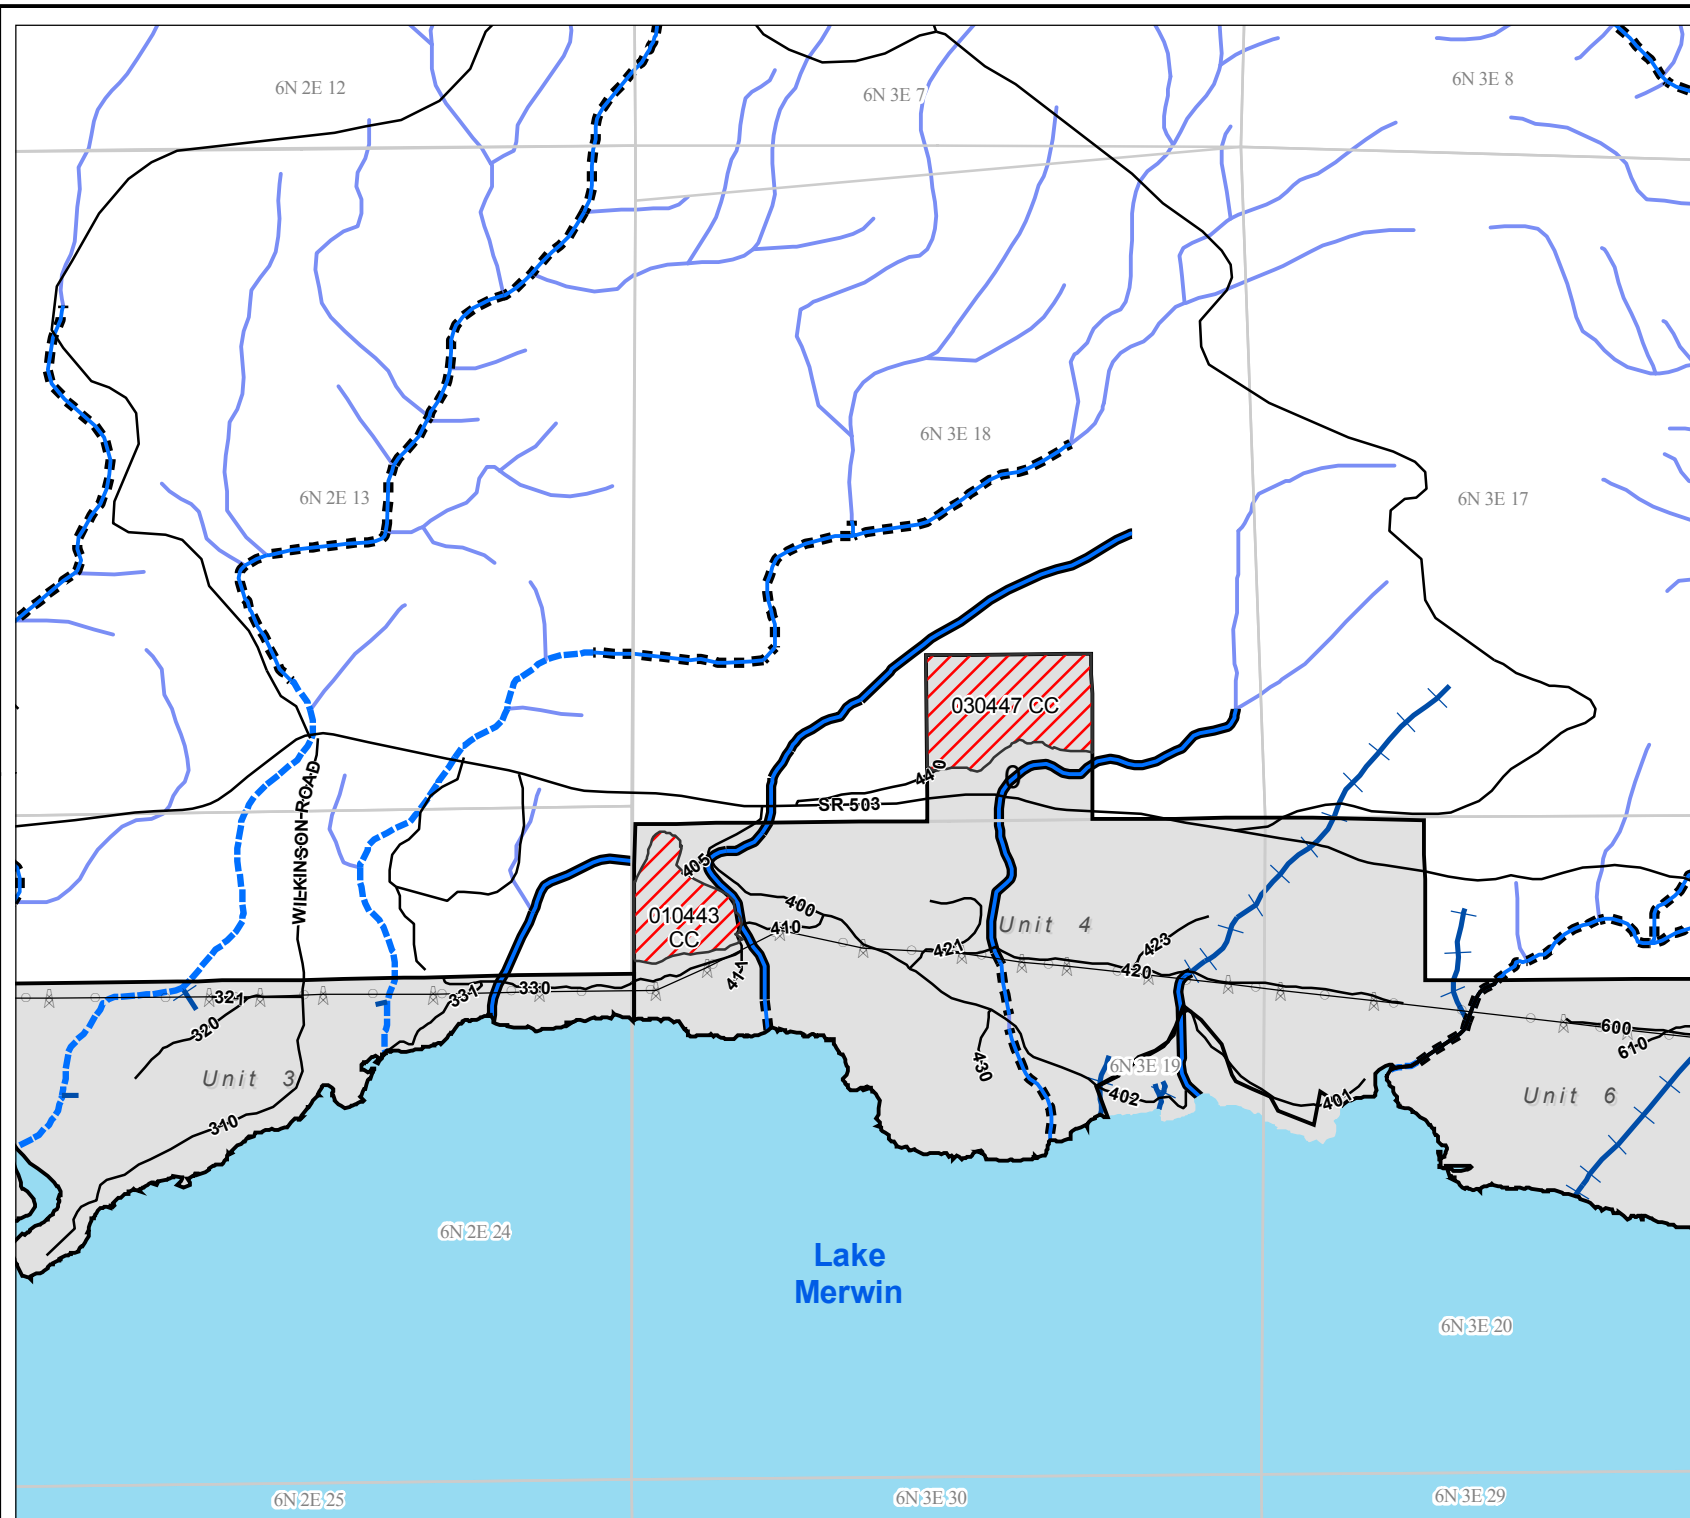 6N 2E 12
6N 3E 7
6N 3E 8
6N 3E 18
6N 2E 13
6N 3E 17
030447 CC
440
SR 503
WILKINSON ROAD
405
010443
CC
400
410
411
421
Unit 4
423
420
321
320
331
330
Unit 3
310
430
6N 3E 19
402
401
600
610
Unit 6
6N 2E 24
Lake
Merwin
6N 3E 20
6N 2E 25
6N 3E 30
6N 3E 29